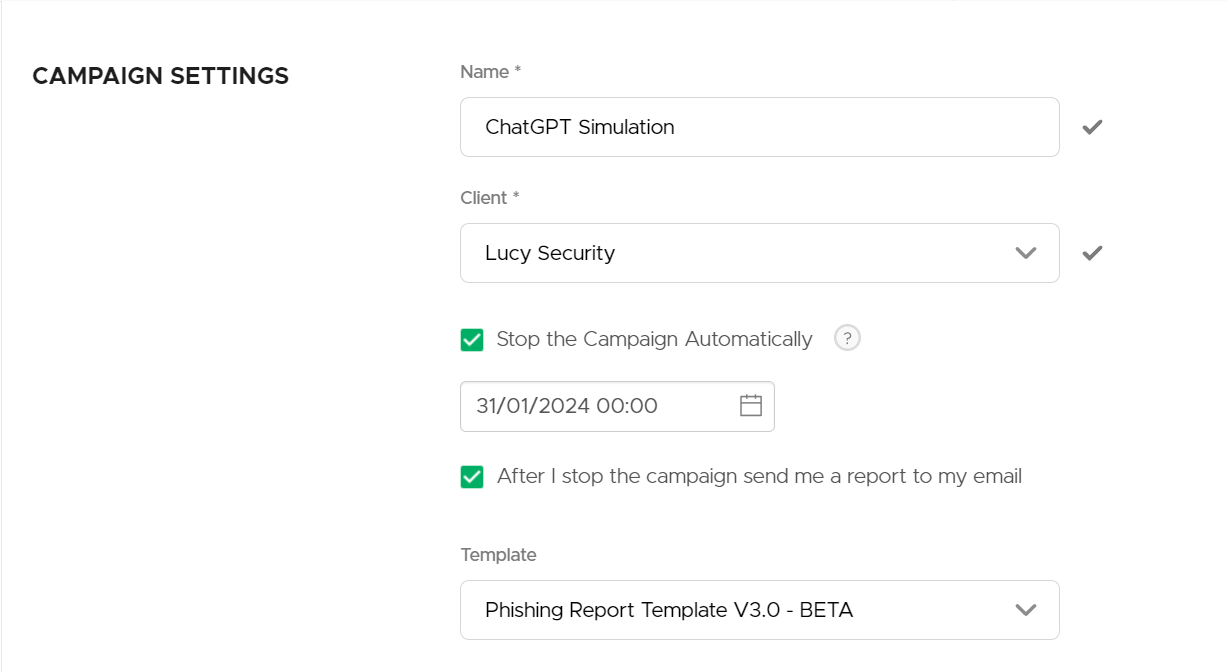 CAMPAIGN SETTINGS
Name *
ChatGPT Simulation
Client *
Lucy Security
Stop the Campaign Automatically ?
31/01/2024 00:00
After I stop the campaign send me a report to my email
Template
Phishing Report Template V3.0 - BETA